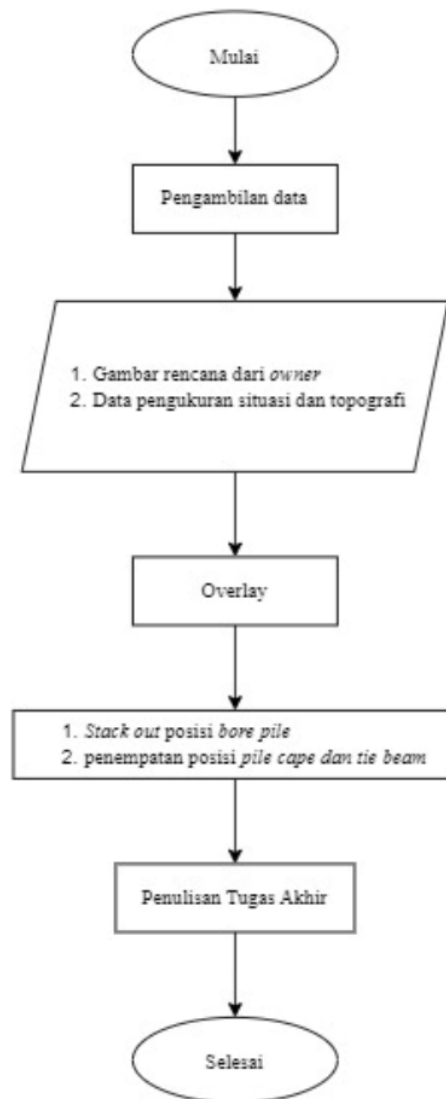 Mulai
Pengambilan data
1. Gambar rencana dari owner
2. Data pengukuran situasi dan topografi
Overlay
1. Stack out posisi bore pile
2. penempatan posisi pile cape dan tie beam
Penulisan Tugas Akhir
Selesai